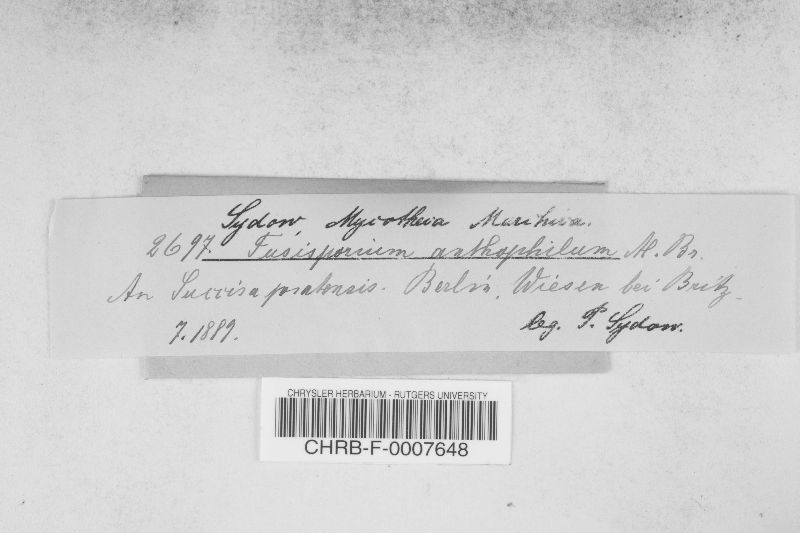 Sydow, Mycotheca Marchica.
2697. Fusisporium anthophilum A. Br.
An Succisa pratensis. Berlin, Wiesen bei Britz.
7.1889.
leg. P. Sydow.
CHRYSLER HERBARIUM - RUTGERS UNIVERSITY
CHRB-F-0007648